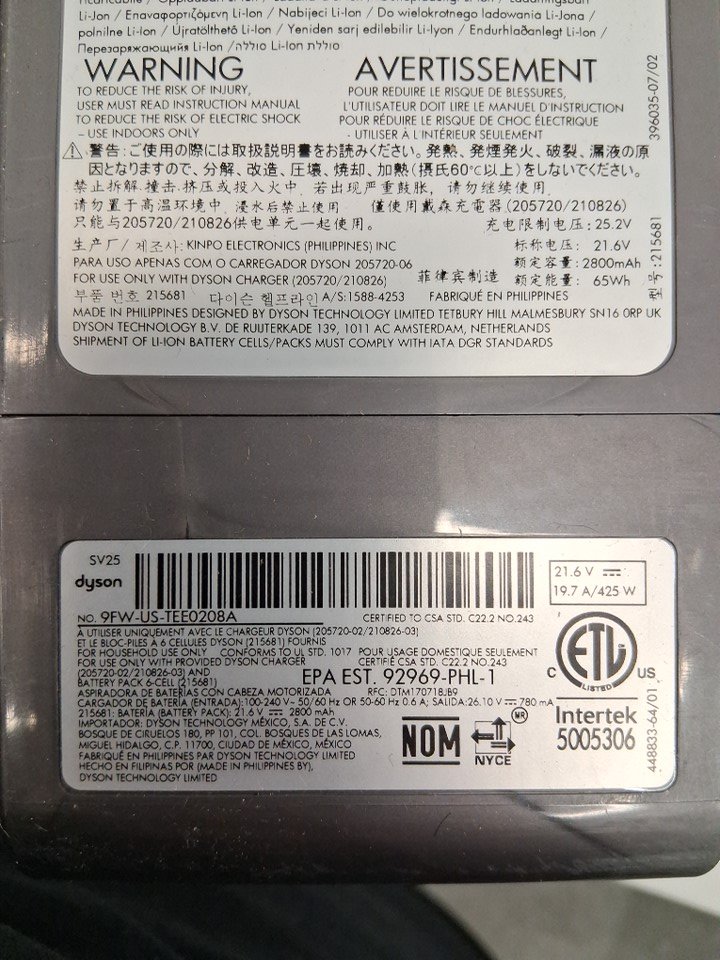 Li-Jon / Επαναφορτιζόμενη Li-Ion / Nabijeci Li-Ion / Do wielokrotnego ladowania Li-Jona /
polnilne Li-Ion / Újratölthető Li-Ion / Yeniden sarj edilebilir Li-Iyon / Endurhlaðanlegt Li-Ion /
Перезаряжающийя Li-Ion / Li-Ion נטענת סוללה
WARNING
TO REDUCE THE RISK OF INJURY,
USER MUST READ INSTRUCTION MANUAL
TO REDUCE THE RISK OF ELECTRIC SHOCK
– USE INDOORS ONLY
AVERTISSEMENT
POUR RÉDUIRE LE RISQUE DE BLESSURES,
L'UTILISATEUR DOIT LIRE LE MANUEL D'INSTRUCTION
POUR RÉDUIRE LE RISQUE DE CHOC ÉLECTRIQUE
- UTILISER À L'INTÉRIEUR SEULEMENT
396035-07/02
警告:ご使用の際には取扱説明書をお読みください。発熱、発煙発火、破裂、漏液の原
因となりますので、分解、改造、圧壊、焼却、加熱(摂氏60℃以上)をしないでください。
禁止拆解、撞击、挤压或投入火中, 若出现严重鼓胀, 请勿继续使用,
请勿置于高温环境中, 浸水后禁止使用 僅使用戴森充電器(205720/210826)
只能与205720/210826供电单元一起使用。 充电限制电压: 25.2V
生产厂/ 제조사: KINPO ELECTRONICS (PHILIPPINES) INC 标称电压: 21.6V
PARA USO APENAS COM O CARREGADOR DYSON 205720-06 额定容量: 2800mAh
FOR USE ONLY WITH DYSON CHARGER (205720/210826) 菲律宾制造 额定能量: 65Wh
部품 번호 215681 다이슨 헬프라인 A/S:1588-4253 FABRIQUÉ EN PHILIPPINES
型号:215681
MADE IN PHILIPPINES DESIGNED BY DYSON TECHNOLOGY LIMITED TETBURY HILL MALMESBURY SN16 0RP UK
DYSON TECHNOLOGY B.V. DE RUIJTERKADE 139, 1011 AC AMSTERDAM, NETHERLANDS
SHIPMENT OF LI-ION BATTERY CELLS/PACKS MUST COMPLY WITH IATA DGR STANDARDS
SV25
dyson
21.6 V
19.7 A/425 W
NO. 9FW-US-TEE0208A CERTIFIED TO CSA STD. C22.2 NO.243
À UTILISER UNIQUEMENT AVEC LE CHARGEUR DYSON (205720-02/210826-03)
ET LE BLOC-PILES A 6 CELLULES DYSON (215681) FOURNIS
FOR HOUSEHOLD USE ONLY CONFORMS TO UL STD. 1017 POUR USAGE DOMESTIQUE SEULEMENT
FOR USE ONLY WITH PROVIDED DYSON CHARGER CERTIFIÉ CSA STD. C22.2 NO.243
(205720-02/210826-03) AND
BATTERY PACK 6-CELL (215681)
EPA EST. 92969-PHL-1
ASPIRADORA DE BATERÍAS CON CABEZA MOTORIZADA RFC: DTM170718JB9
CARGADOR DE BATERÍA (ENTRADA):100-240 V~ 50/60 Hz OR 50-60 Hz 0.6 A; SALIDA:26.10 V 780 mA
215681: BATERÍA (BATTERY PACK): 21.6 V 2800 mAh
IMPORTADOR: DYSON TECHNOLOGY MÉXICO, S.A. DE C.V.
BOSQUE DE CIRUELOS 180, PP 101, COL. BOSQUES DE LAS LOMAS,
MIGUEL HIDALGO, C.P. 11700, CIUDAD DE MÉXICO, MÉXICO
FABRIQUÉ EN PHILIPPINES PAR DYSON TECHNOLOGY LIMITED
HECHO EN FILIPINAS POR (MADE IN PHILIPPINES BY),
DYSON TECHNOLOGY LIMITED
NOM
NYCE
MR
ETL
LISTED
C US
Intertek
5005306
448833-64/01